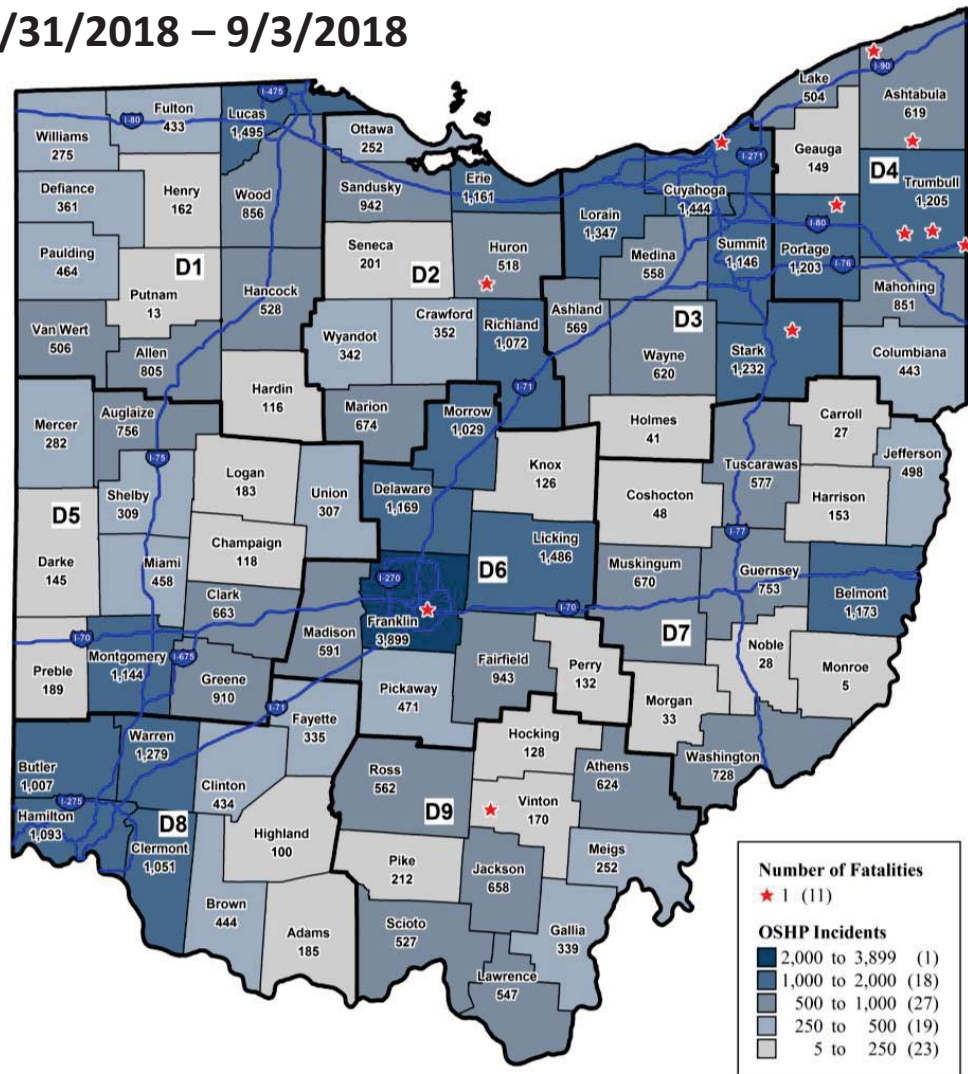 /31/2018 – 9/3/2018
Lake
504
I-90
Ashtabula
619
Williams
275
I-80
Fulton
433
Lucas
1,495
I-475
Ottawa
252
Geauga
149
D4
Trumbull
1,205
Defiance
361
Henry
162
Wood
856
Sandusky
942
Erie
1,161
Lorain
1,347
Cuyahoga
1,444
I-271
I-80
Paulding
464
D1
Seneca
201
D2
Huron
518
Medina
558
Summit
1,146
Portage
1,203
I-76
Mahoning
851
Putnam
13
Hancock
528
Van Wert
506
Allen
805
Wyandot
342
Crawford
352
Richland
1,072
Ashland
569
D3
Wayne
620
Stark
1,232
Columbiana
443
Hardin
116
Marion
674
Morrow
1,029
I-71
Holmes
41
Carroll
27
Mercer
282
Auglaize
756
I-75
Logan
183
Union
307
Delaware
1,169
Knox
126
Coshocton
48
Tuscarawas
577
Harrison
153
Jefferson
498
D5
Shelby
309
Darke
145
Miami
458
Champaign
118
Clark
663
Licking
1,486
D6
I-270
Franklin
3,899
Muskingum
670
I-77
Guernsey
753
Belmont
1,173
I-70
Preble
189
I-70
Montgomery
1,144
I-675
Greene
910
Madison
591
Pickaway
471
Fairfield
943
Perry
132
D7
Noble
28
Monroe
5
Morgan
33
Washington
728
I-71
Fayette
335
Butler
1,007
Warren
1,279
Clinton
434
Ross
562
Hocking
128
Athens
624
I-275
Hamilton
1,093
D8
Clermont
1,051
Highland
100
D9
Vinton
170
Pike
212
Jackson
658
Meigs
252
Brown
444
Adams
185
Scioto
527
Gallia
339
Lawrence
547
Number of Fatalities
1 (11)
OSHP Incidents
2,000 to 3,899 (1)
1,000 to 2,000 (18)
500 to 1,000 (27)
250 to 500 (19)
5 to 250 (23)